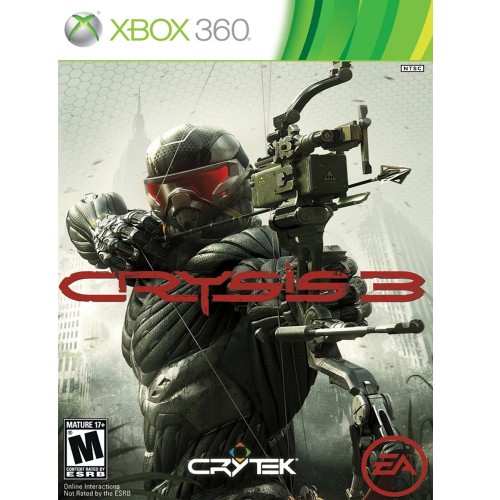 XBOX 360
NTSC
CRYSIS 3
MATURE 17+
M
CONTENT RATED BY
ESRB
Online Interactions
Not Rated by the ESRB
CRYTEK
EA